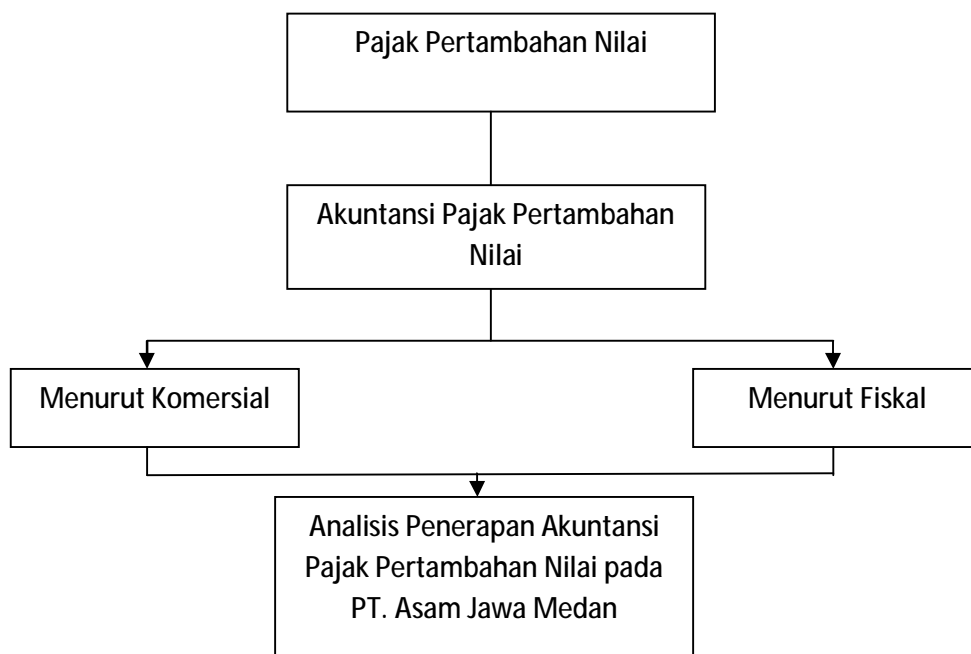 Pajak Pertambahan Nilai
Akuntansi Pajak Pertambahan
Nilai
Menurut Komersial
Menurut Fiskal
Analisis Penerapan Akuntansi
Pajak Pertambahan Nilai pada
PT. Asam Jawa Medan